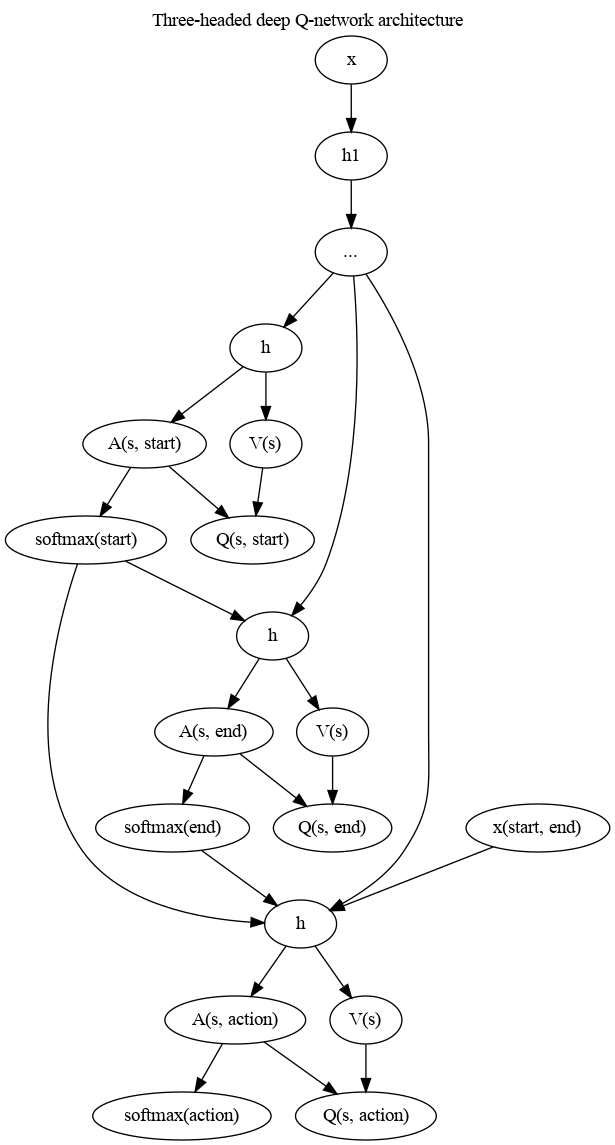 Three-headed deep Q-network architecture
x
h1
...
h
A(s, start)
V(s)
softmax(start)
Q(s, start)
h
A(s, end)
V(s)
softmax(end)
Q(s, end)
x(start, end)
h
A(s, action)
V(s)
softmax(action)
Q(s, action)